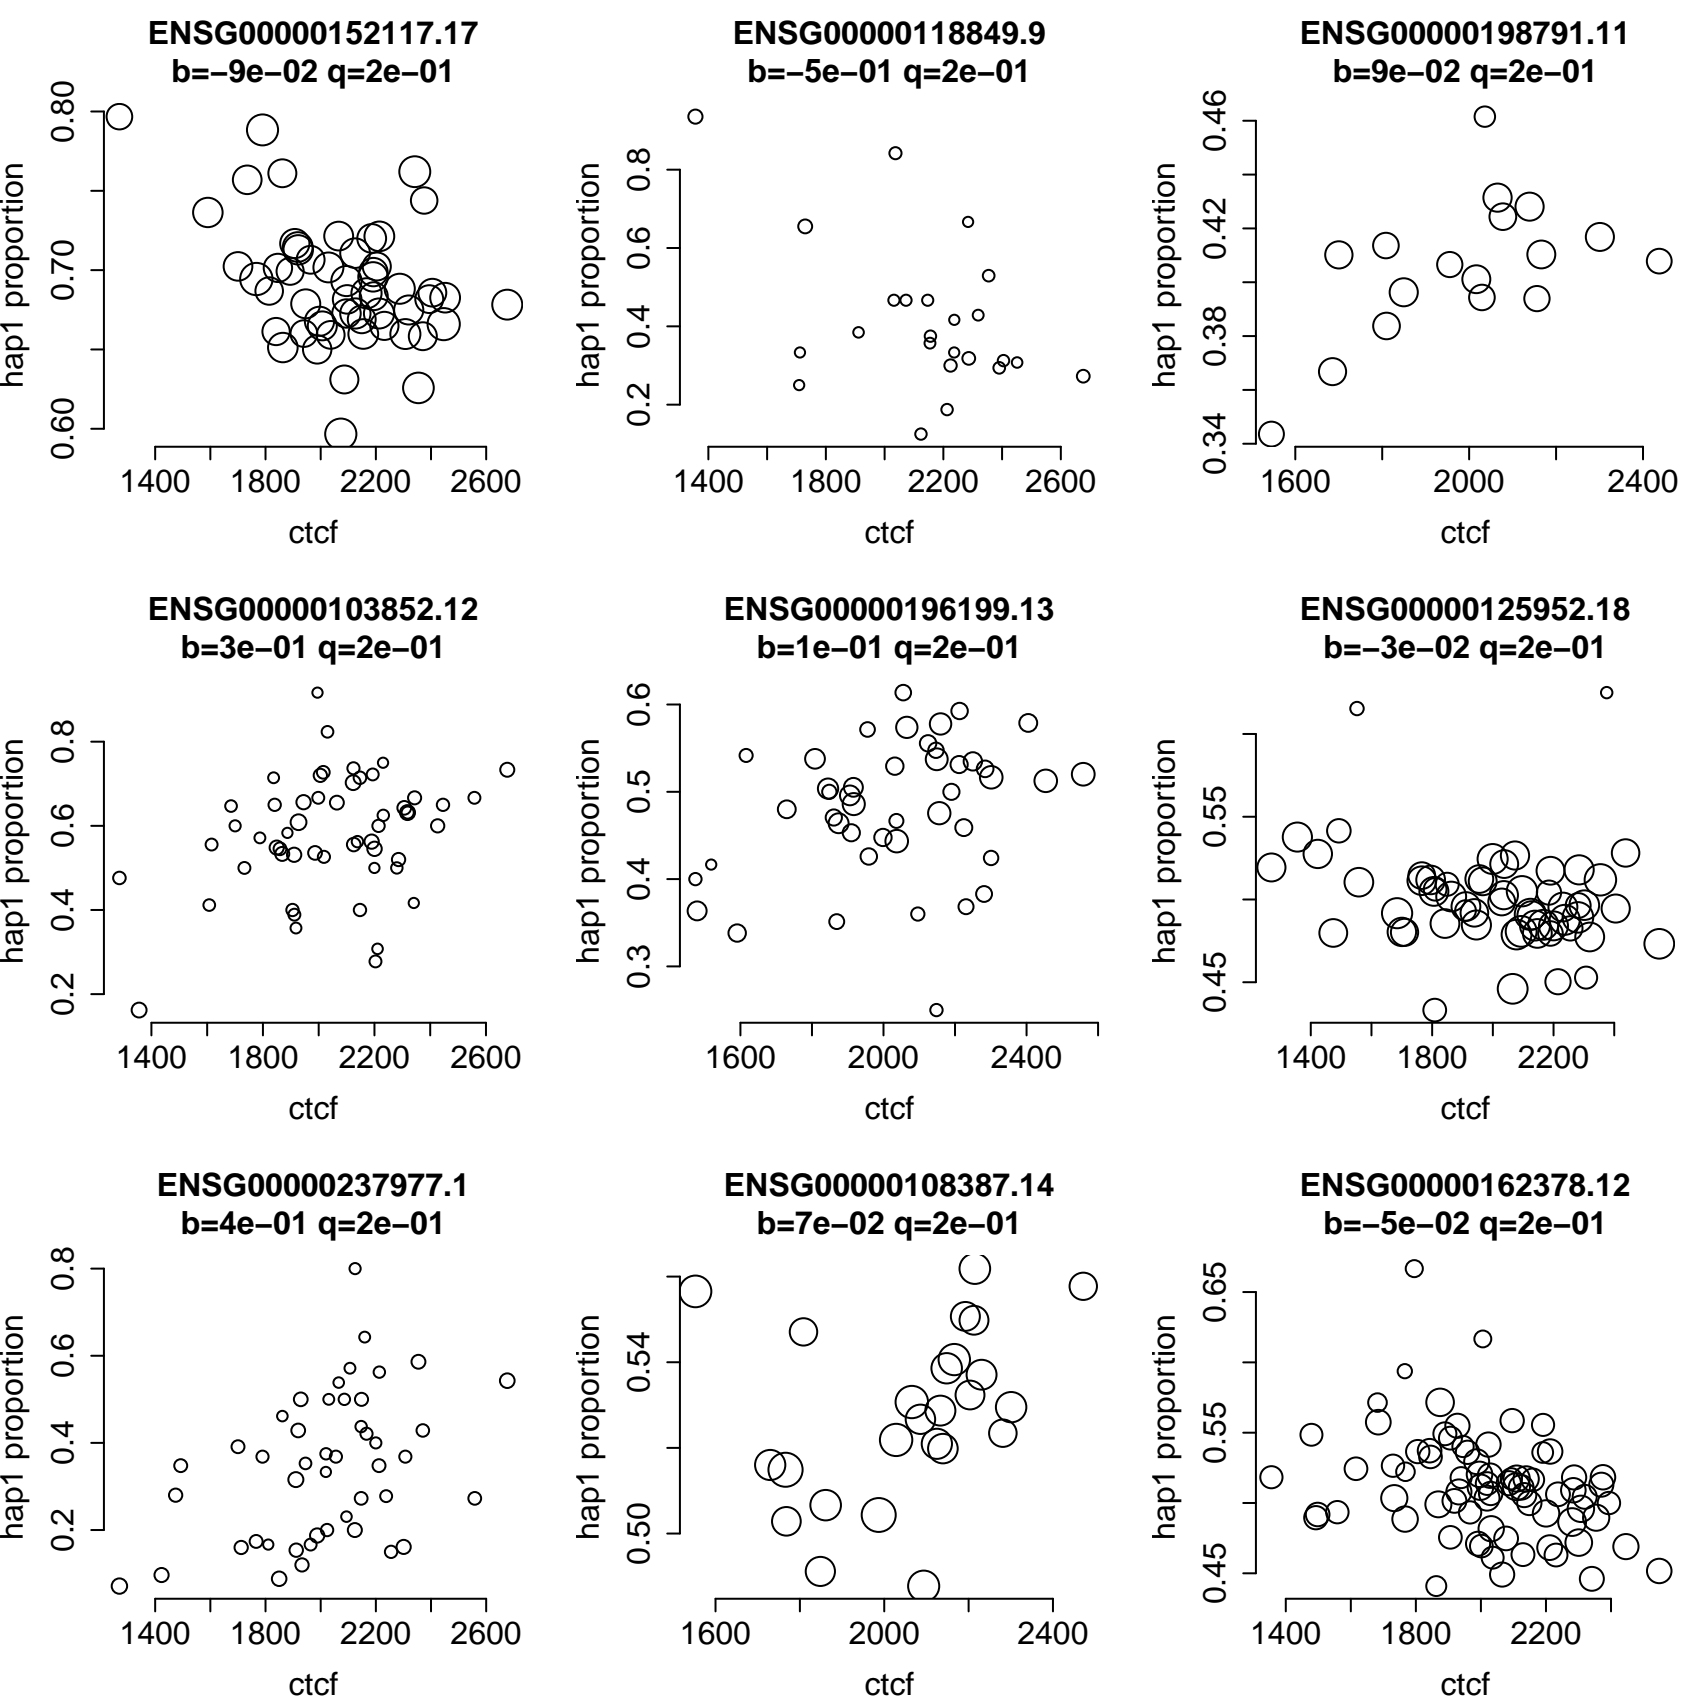 ENSG00000152117.17
b=−9e−02 q=2e−01
hap1 proportion
0.60 0.70 0.80
1400 1800 2200 2600
ctcf
ENSG00000118849.9
b=−5e−01 q=2e−01
hap1 proportion
0.2 0.4 0.6 0.8
1400 1800 2200 2600
ctcf
ENSG00000198791.11
b=9e−02 q=2e−01
hap1 proportion
0.34 0.38 0.42 0.46
1600 2000 2400
ctcf
ENSG00000103852.12
b=3e−01 q=2e−01
hap1 proportion
0.2 0.4 0.6 0.8
1400 1800 2200 2600
ctcf
ENSG00000196199.13
b=1e−01 q=2e−01
hap1 proportion
0.3 0.4 0.5 0.6
1600 2000 2400
ctcf
ENSG00000125952.18
b=−3e−02 q=2e−01
hap1 proportion
0.45 0.55
1400 1800 2200
ctcf
ENSG00000237977.1
b=4e−01 q=2e−01
hap1 proportion
0.2 0.4 0.6 0.8
1400 1800 2200 2600
ctcf
ENSG00000108387.14
b=7e−02 q=2e−01
hap1 proportion
0.50 0.54
1600 2000 2400
ctcf
ENSG00000162378.12
b=−5e−02 q=2e−01
hap1 proportion
0.45 0.55 0.65
1400 1800 2200
ctcf